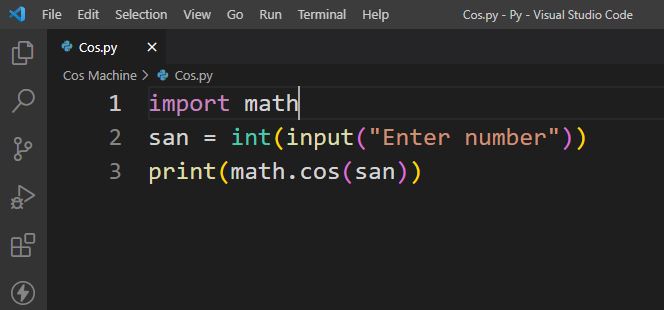 File Edit Selection View Go Run Terminal Help Cos.py - Py - Visual Studio Code
Cos.py
Cos Machine > Cos.py
1 import math
2 san = int(input("Enter number"))
3 print(math.cos(san))